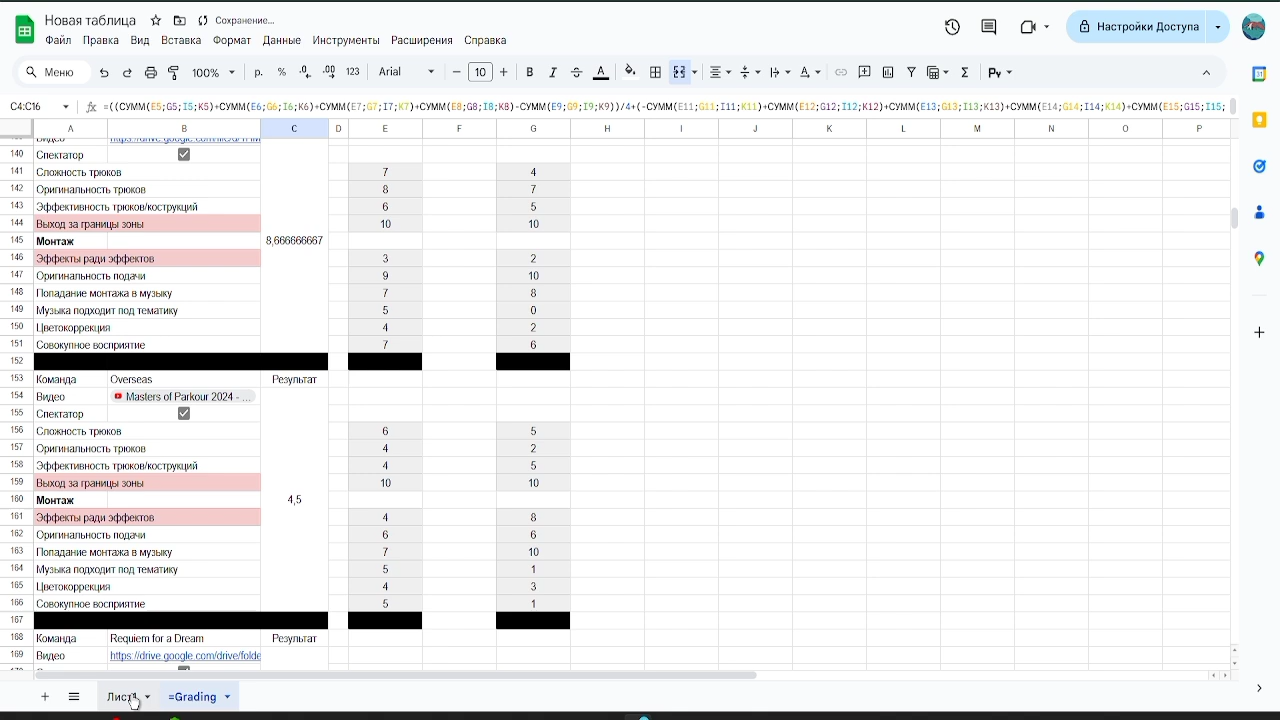 Новая таблица Сохранение...
Файл Правка Вид Вставка Формат Данные Инструменты Расширения Справка
Настройки Доступа
Меню 100% р. % .0 .00 123 Arial 10 B I A Σ Рy
C4:C16 fx =((СУММ(E5;G5;I5;K5)+СУММ(E6;G6;I6;K6)+СУММ(E7;G7;I7;K7)+СУММ(E8;G8;I8;K8)-СУММ(E9;G9;I9;K9))/4+(-СУММ(E11;G11;I11;K11)+СУММ(E12;G12;I12;K12)+СУММ(E13;G13;I13;K13)+СУММ(E14;G14;I14;K14)+СУММ(E15;G15;I15;
A B C D E F G H I J K L M N O P
140 Спектатор
141 Сложность трюков 7 4
142 Оригинальность трюков 8 7
143 Эффективность трюков/кострукций 6 5
144 Выход за границы зоны 10 10
145 Монтаж 8,666666667
146 Эффекты ради эффектов 3 2
147 Оригинальность подачи 9 10
148 Попадание монтажа в музыку 7 8
149 Музыка подходит под тематику 5 0
150 Цветокоррекция 4 2
151 Совокупное восприятие 7 6
152
153 Команда Overseas Результат
154 Видео Masters of Parkour 2024 - ...
155 Спектатор
156 Сложность трюков 6 5
157 Оригинальность трюков 4 2
158 Эффективность трюков/кострукций 4 5
159 Выход за границы зоны 10 10
160 Монтаж 4,5
161 Эффекты ради эффектов 4 8
162 Оригинальность подачи 6 6
163 Попадание монтажа в музыку 7 10
164 Музыка подходит под тематику 5 1
165 Цветокоррекция 4 3
166 Совокупное восприятие 5 1
167
168 Команда Requiem for a Dream Результат
169 Видео https://drive.google.com/drive/folde
Лист1 =Grading